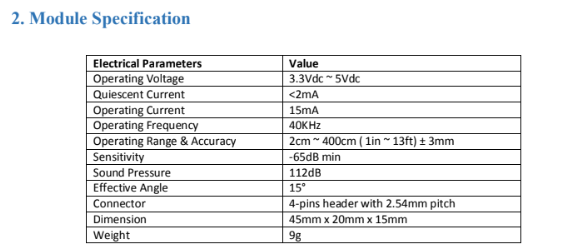 2. Module Specification
Electrical Parameters Value
Operating Voltage 3.3Vdc ~ 5Vdc
Quiescent Current <2mA
Operating Current 15mA
Operating Frequency 40KHz
Operating Range & Accuracy 2cm ~ 400cm ( 1in ~ 13ft) ± 3mm
Sensitivity -65dB min
Sound Pressure 112dB
Effective Angle 15°
Connector 4-pins header with 2.54mm pitch
Dimension 45mm x 20mm x 15mm
Weight 9g